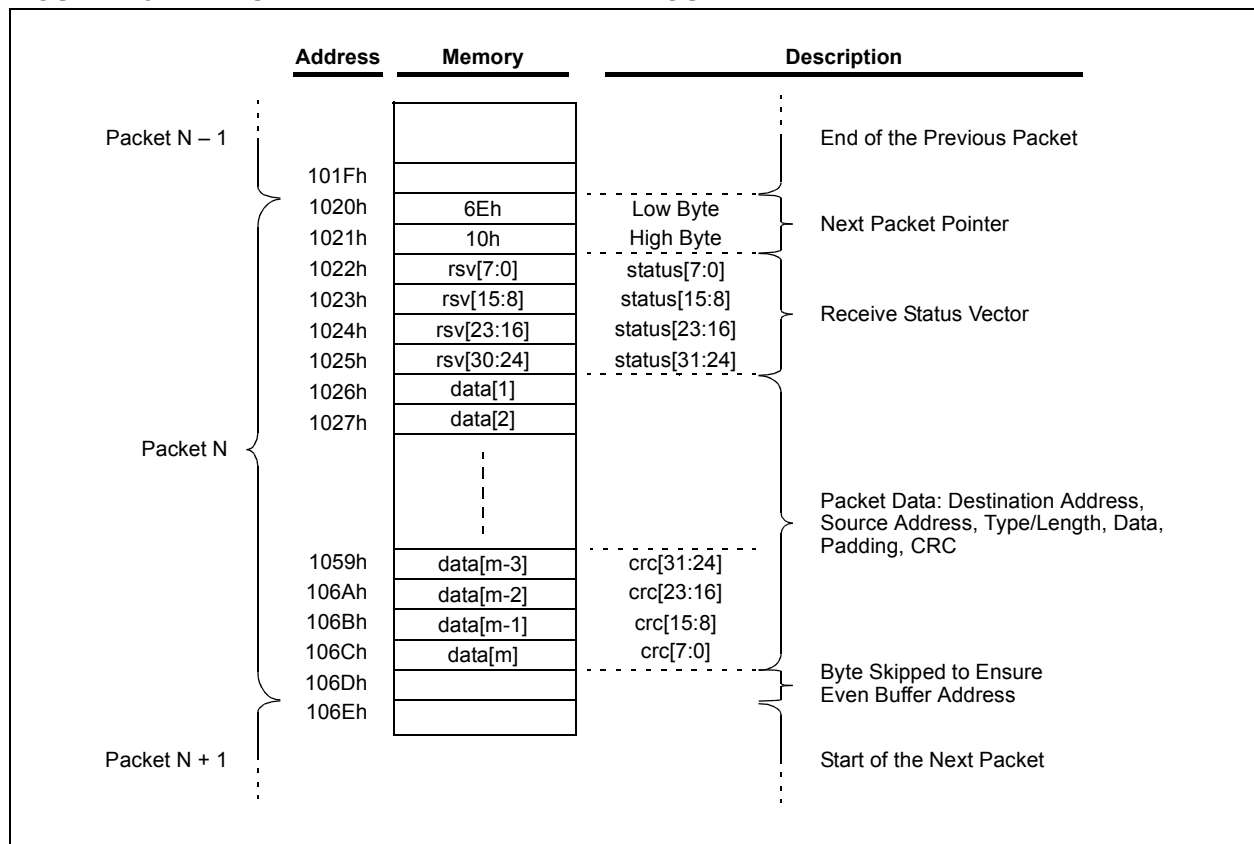 Address Memory Description
Packet N – 1 End of the Previous Packet
101Fh
1020h 6Eh Low Byte
Next Packet Pointer
1021h 10h High Byte
1022h rsv[7:0] status[7:0]
1023h rsv[15:8] status[15:8]
Receive Status Vector
1024h rsv[23:16] status[23:16]
1025h rsv[30:24] status[31:24]
1026h data[1]
1027h data[2]
Packet N
Packet Data: Destination Address,
Source Address, Type/Length, Data,
Padding, CRC
1059h data[m-3] crc[31:24]
106Ah data[m-2] crc[23:16]
106Bh data[m-1] crc[15:8]
106Ch data[m] crc[7:0]
106Dh
Byte Skipped to Ensure
Even Buffer Address
106Eh
Packet N + 1 Start of the Next Packet